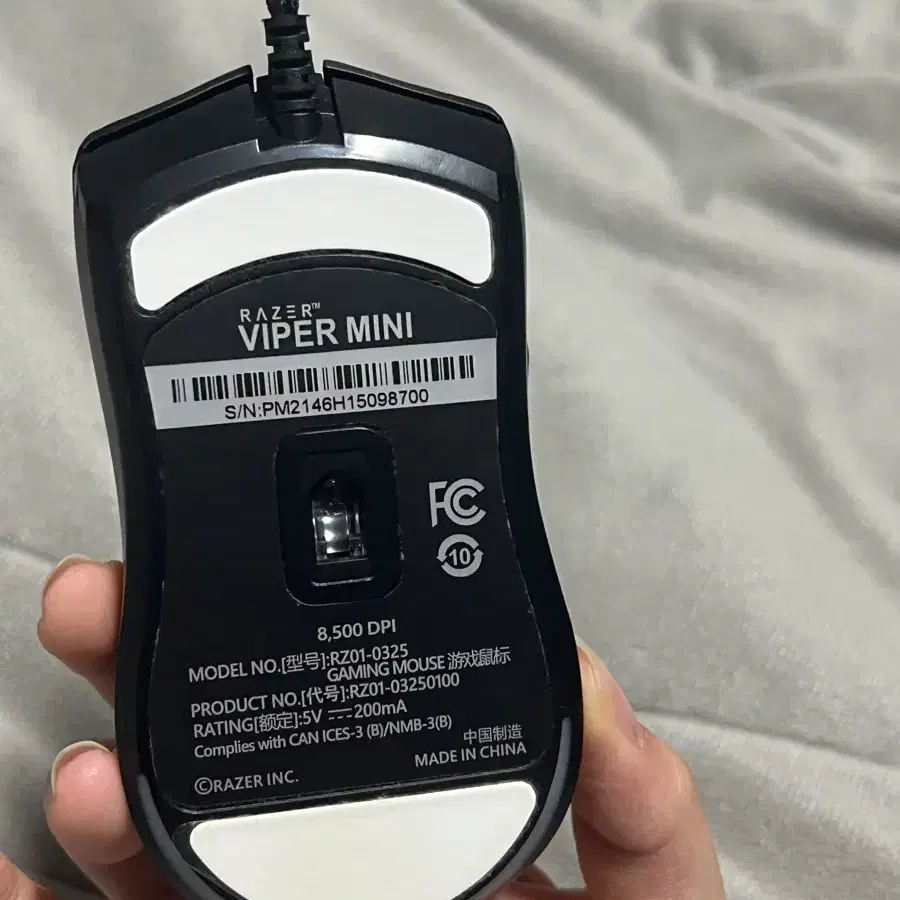 RAZER™
VIPER MINI
S/N:PM2146H15098700
FC
10
8,500 DPI
MODEL NO.[型号]:RZ01-0325
GAMING MOUSE 游戏鼠标
PRODUCT NO.[代号]:RZ01-03250100
RATING[额定]:5V ⎓ 200mA
Complies with CAN ICES-3 (B)/NMB-3(B)
中国制造
MADE IN CHINA
©RAZER INC.